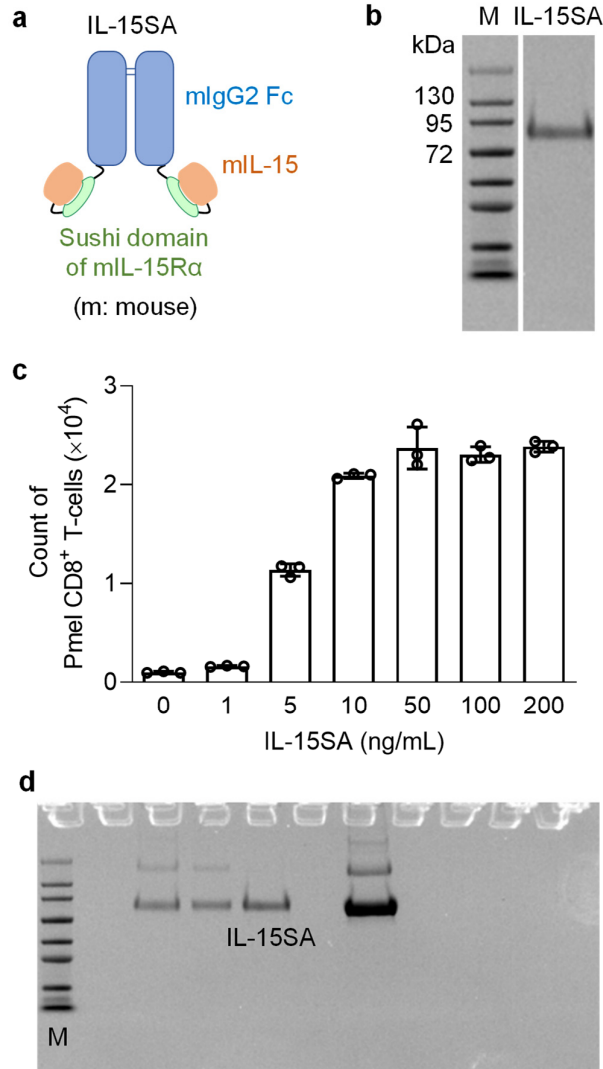 a
IL-15SA
mIgG2 Fc
mIL-15
Sushi domain
of mIL-15Rα
(m: mouse)
b
M IL-15SA
kDa
130
95
72
c
Count of
Pmel CD8⁺ T-cells (×10⁴)
3
2
1
0
0 1 5 10 50 100 200
IL-15SA (ng/mL)
d
IL-15SA
M